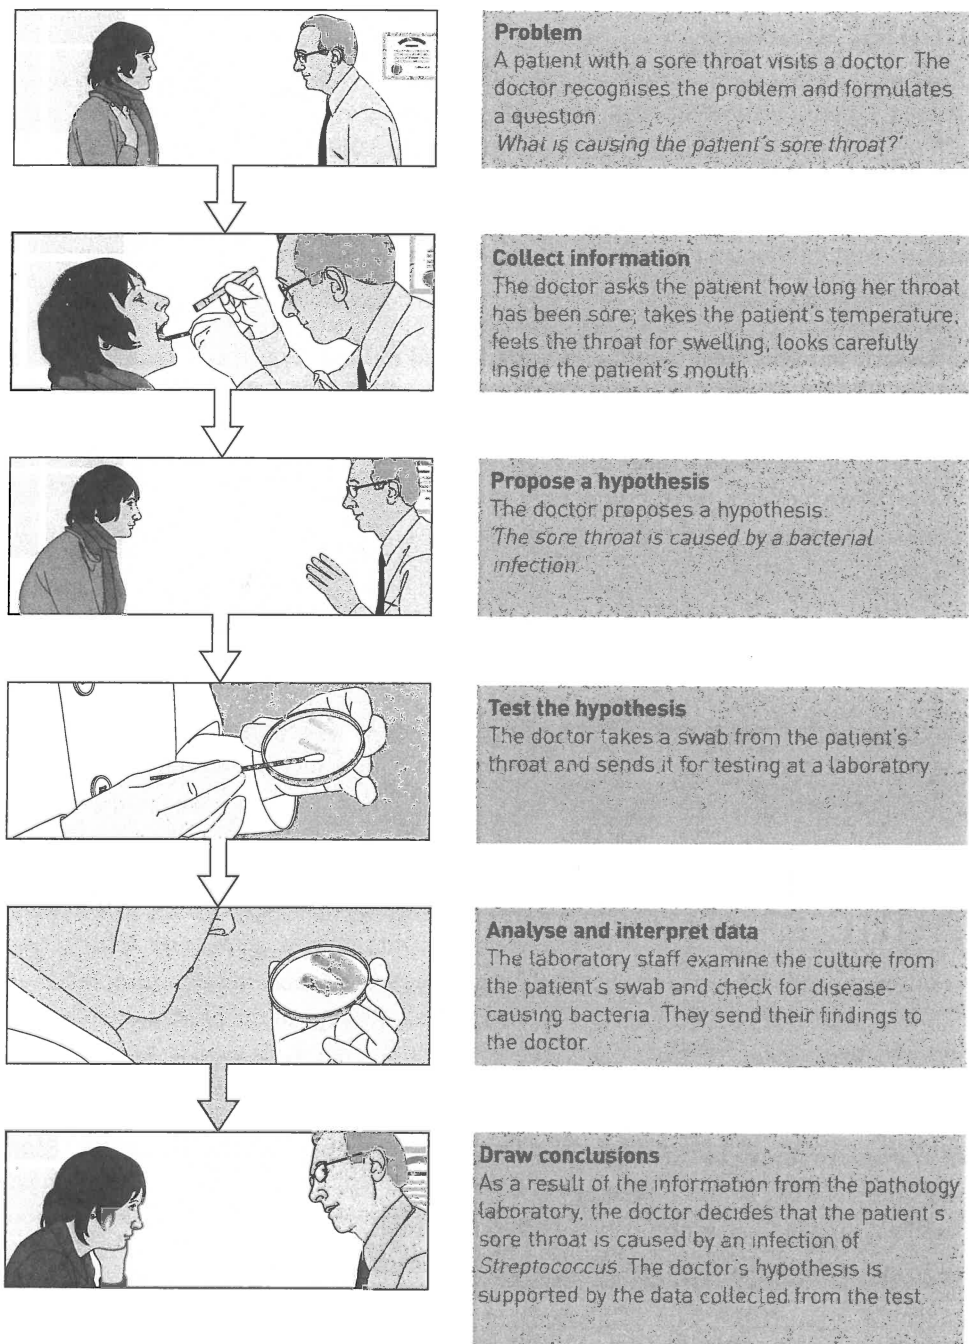 Problem
A patient with a sore throat visits a doctor. The
doctor recognises the problem and formulates
a question
'What is causing the patient's sore throat?'
Collect information
The doctor asks the patient how long her throat
has been sore; takes the patient's temperature,
feels the throat for swelling, looks carefully
inside the patient's mouth
Propose a hypothesis
The doctor proposes a hypothesis.
'The sore throat is caused by a bacterial
infection
Test the hypothesis
The doctor takes a swab from the patient's
throat and sends it for testing at a laboratory
Analyse and interpret data
The laboratory staff examine the culture from
the patient's swab and check for disease-
causing bacteria. They send their findings to
the doctor
Draw conclusions
As a result of the information from the pathology
laboratory, the doctor decides that the patient's
sore throat is caused by an infection of
Streptococcus. The doctor's hypothesis is
supported by the data collected from the test.